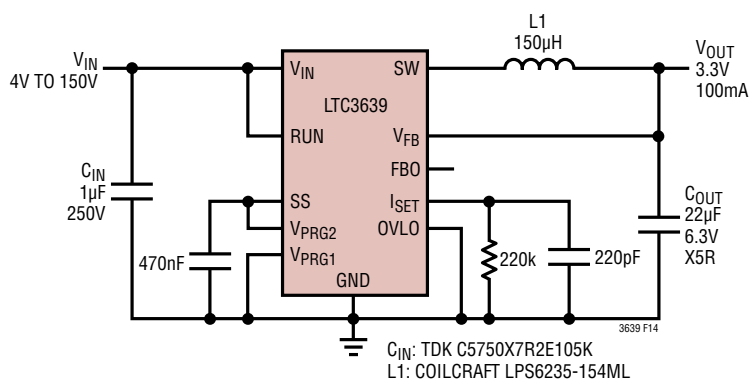 L1
150µH
VIN
4V TO 150V
VOUT
3.3V
100mA
VIN
SW
LTC3639
RUN
VFB
FBO
CIN
1µF
250V
SS
ISET
COUT
22µF
6.3V
X5R
VPRG2
OVLO
470nF
VPRG1
220k
220pF
GND
3639 F14
CIN: TDK C5750X7R2E105K
L1: COILCRAFT LPS6235-154ML